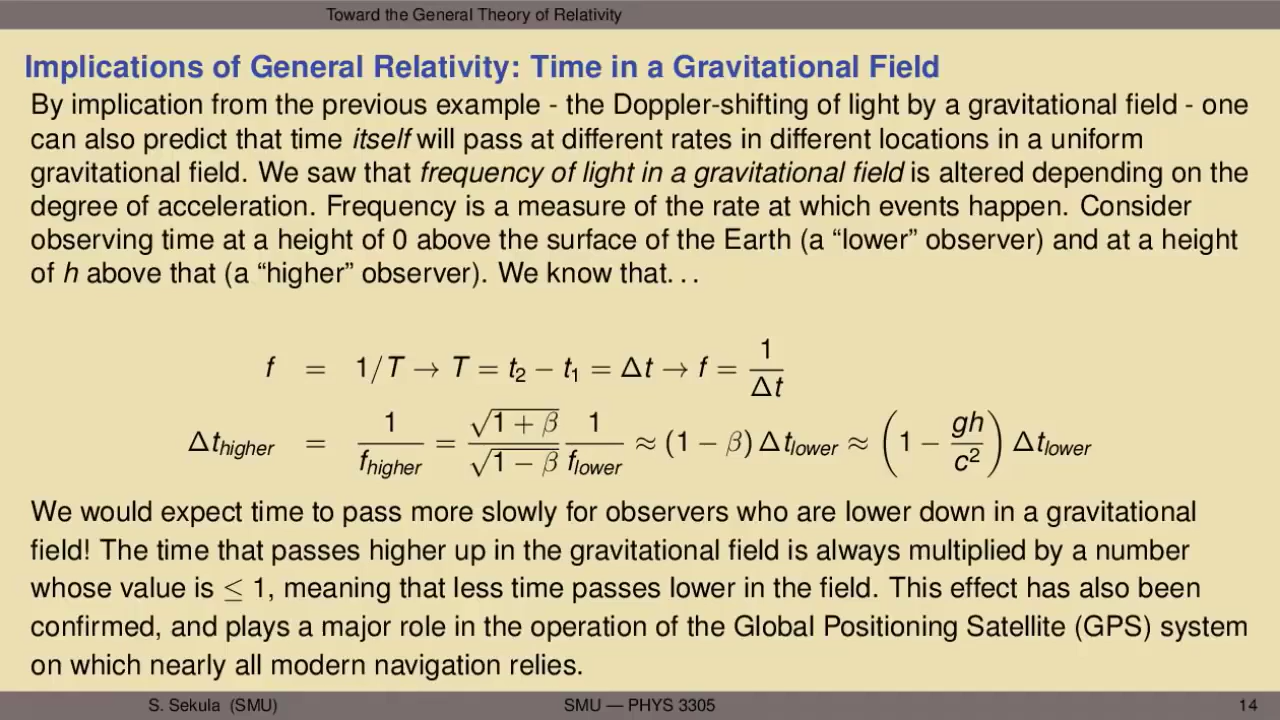 Toward the General Theory of Relativity
Implications of General Relativity: Time in a Gravitational Field
By implication from the previous example - the Doppler-shifting of light by a gravitational field - one
can also predict that time itself will pass at different rates in different locations in a uniform
gravitational field. We saw that frequency of light in a gravitational field is altered depending on the
degree of acceleration. Frequency is a measure of the rate at which events happen. Consider
observing time at a height of 0 above the surface of the Earth (a “lower” observer) and at a height
of h above that (a “higher” observer). We know that. . .
f = 1/T → T = t₂ − t₁ = Δt → f = 1/Δt
Δt_higher = 1/f_higher = √(1 + β)/√(1 − β) 1/f_lower ≈ (1 − β) Δt_lower ≈ (1 − gh/c²) Δt_lower
We would expect time to pass more slowly for observers who are lower down in a gravitational
field! The time that passes higher up in the gravitational field is always multiplied by a number
whose value is ≤ 1, meaning that less time passes lower in the field. This effect has also been
confirmed, and plays a major role in the operation of the Global Positioning Satellite (GPS) system
on which nearly all modern navigation relies.
S. Sekula (SMU) SMU — PHYS 3305 14